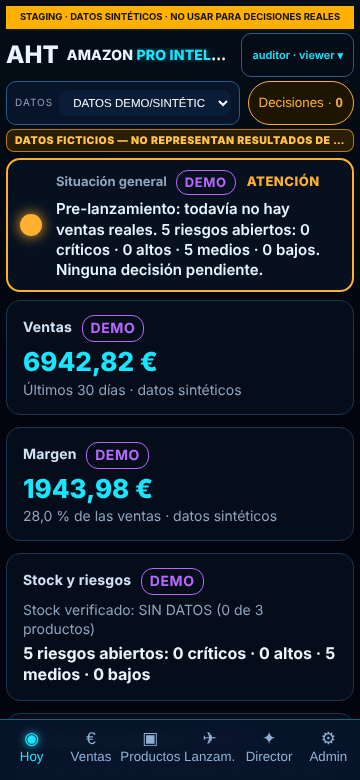 STAGING · DATOS SINTÉTICOS · NO USAR PARA DECISIONES REALES
AHT AMAZON PRO INTEL... auditor · viewer ▾
DATOS DATOS DEMO/SINTÉTIC Decisiones · 0
DATOS FICTICIOS — NO REPRESENTAN RESULTADOS DE ...
Situación general DEMO ATENCIÓN
Pre-lanzamiento: todavía no hay
ventas reales. 5 riesgos abiertos: 0
críticos · 0 altos · 5 medios · 0 bajos.
Ninguna decisión pendiente.
Ventas DEMO
6942,82 €
Últimos 30 días · datos sintéticos
Margen DEMO
1943,98 €
28,0 % de las ventas · datos sintéticos
Stock y riesgos DEMO
Stock verificado: SIN DATOS (0 de 3
productos)
5 riesgos abiertos: 0 críticos · 0 altos · 5
medios · 0 bajos
Hoy Ventas Productos Lanzam. Director Admin